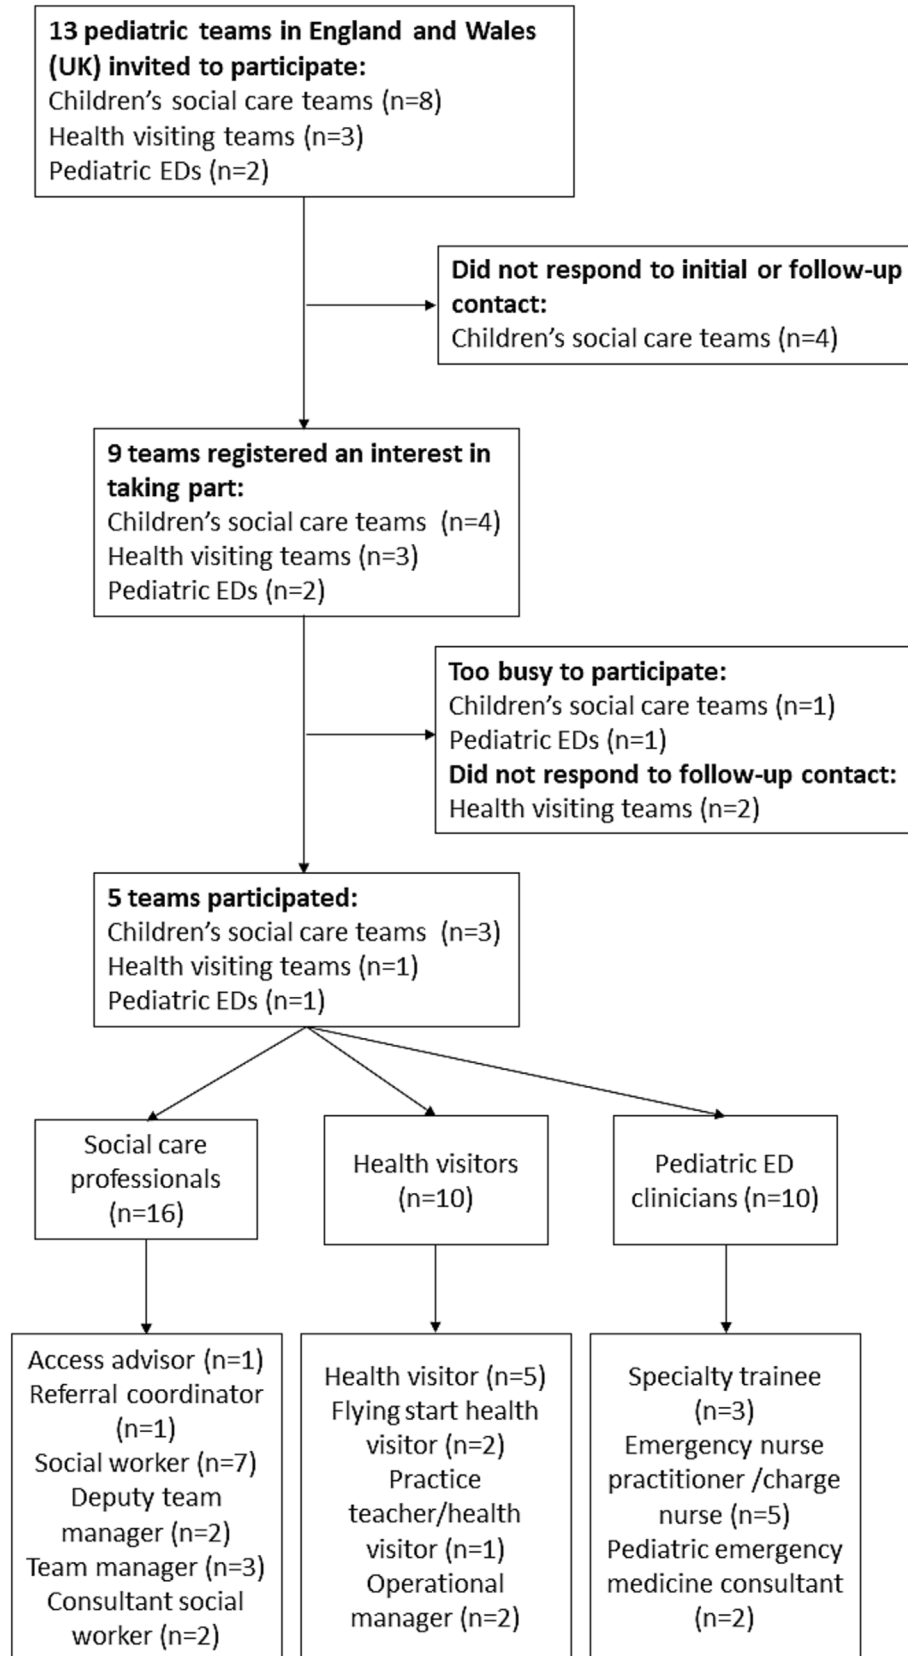 13 pediatric teams in England and Wales
(UK) invited to participate:
Children's social care teams (n=8)
Health visiting teams (n=3)
Pediatric EDs (n=2)
Did not respond to initial or follow-up
contact:
Children's social care teams (n=4)
9 teams registered an interest in
taking part:
Children's social care teams  (n=4)
Health visiting teams (n=3)
Pediatric EDs (n=2)
Too busy to participate:
Children's social care teams (n=1)
Pediatric EDs (n=1)
Did not respond to follow-up contact:
Health visiting teams (n=2)
5 teams participated:
Children's social care teams  (n=3)
Health visiting teams (n=1)
Pediatric EDs (n=1)
Social care
professionals
(n=16)
Health visitors
(n=10)
Pediatric ED
clinicians (n=10)
Access advisor (n=1)
Referral coordinator
(n=1)
Social worker (n=7)
Deputy team
manager (n=2)
Team manager (n=3)
Consultant social
worker (n=2)
Health visitor (n=5)
Flying start health
visitor (n=2)
Practice
teacher/health
visitor (n=1)
Operational
manager (n=2)
Specialty trainee
(n=3)
Emergency nurse
practitioner /charge
nurse (n=5)
Pediatric emergency
medicine consultant
(n=2)